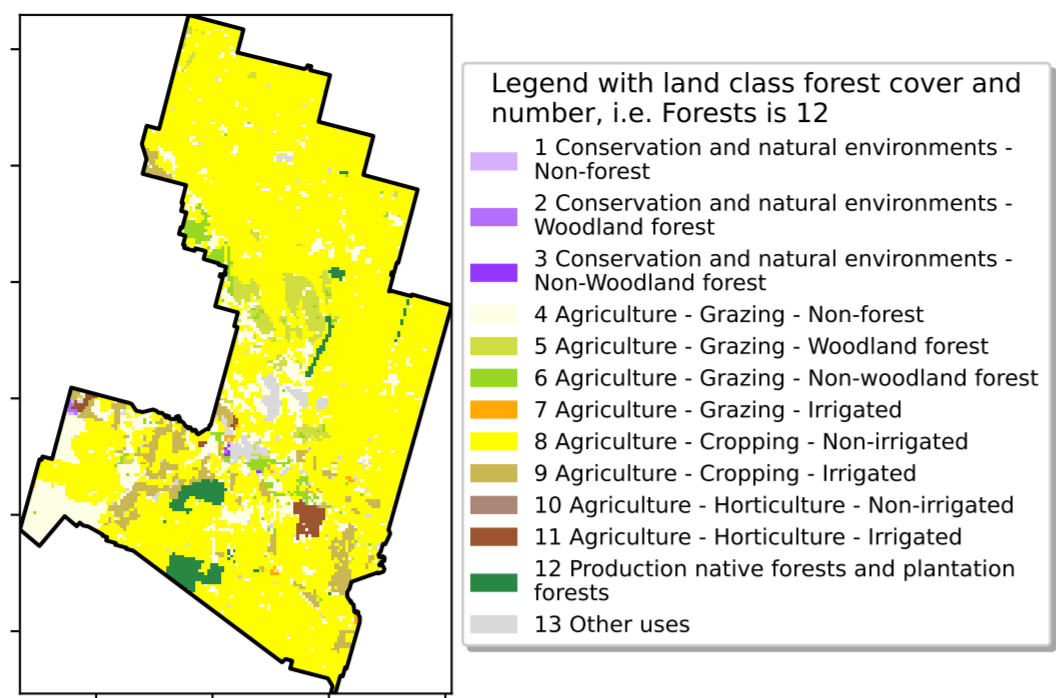 Legend with land class forest cover and
number, i.e. Forests is 12
1 Conservation and natural environments -
Non-forest
2 Conservation and natural environments -
Woodland forest
3 Conservation and natural environments -
Non-Woodland forest
4 Agriculture - Grazing - Non-forest
5 Agriculture - Grazing - Woodland forest
6 Agriculture - Grazing - Non-woodland forest
7 Agriculture - Grazing - Irrigated
8 Agriculture - Cropping - Non-irrigated
9 Agriculture - Cropping - Irrigated
10 Agriculture - Horticulture - Non-irrigated
11 Agriculture - Horticulture - Irrigated
12 Production native forests and plantation
forests
13 Other uses